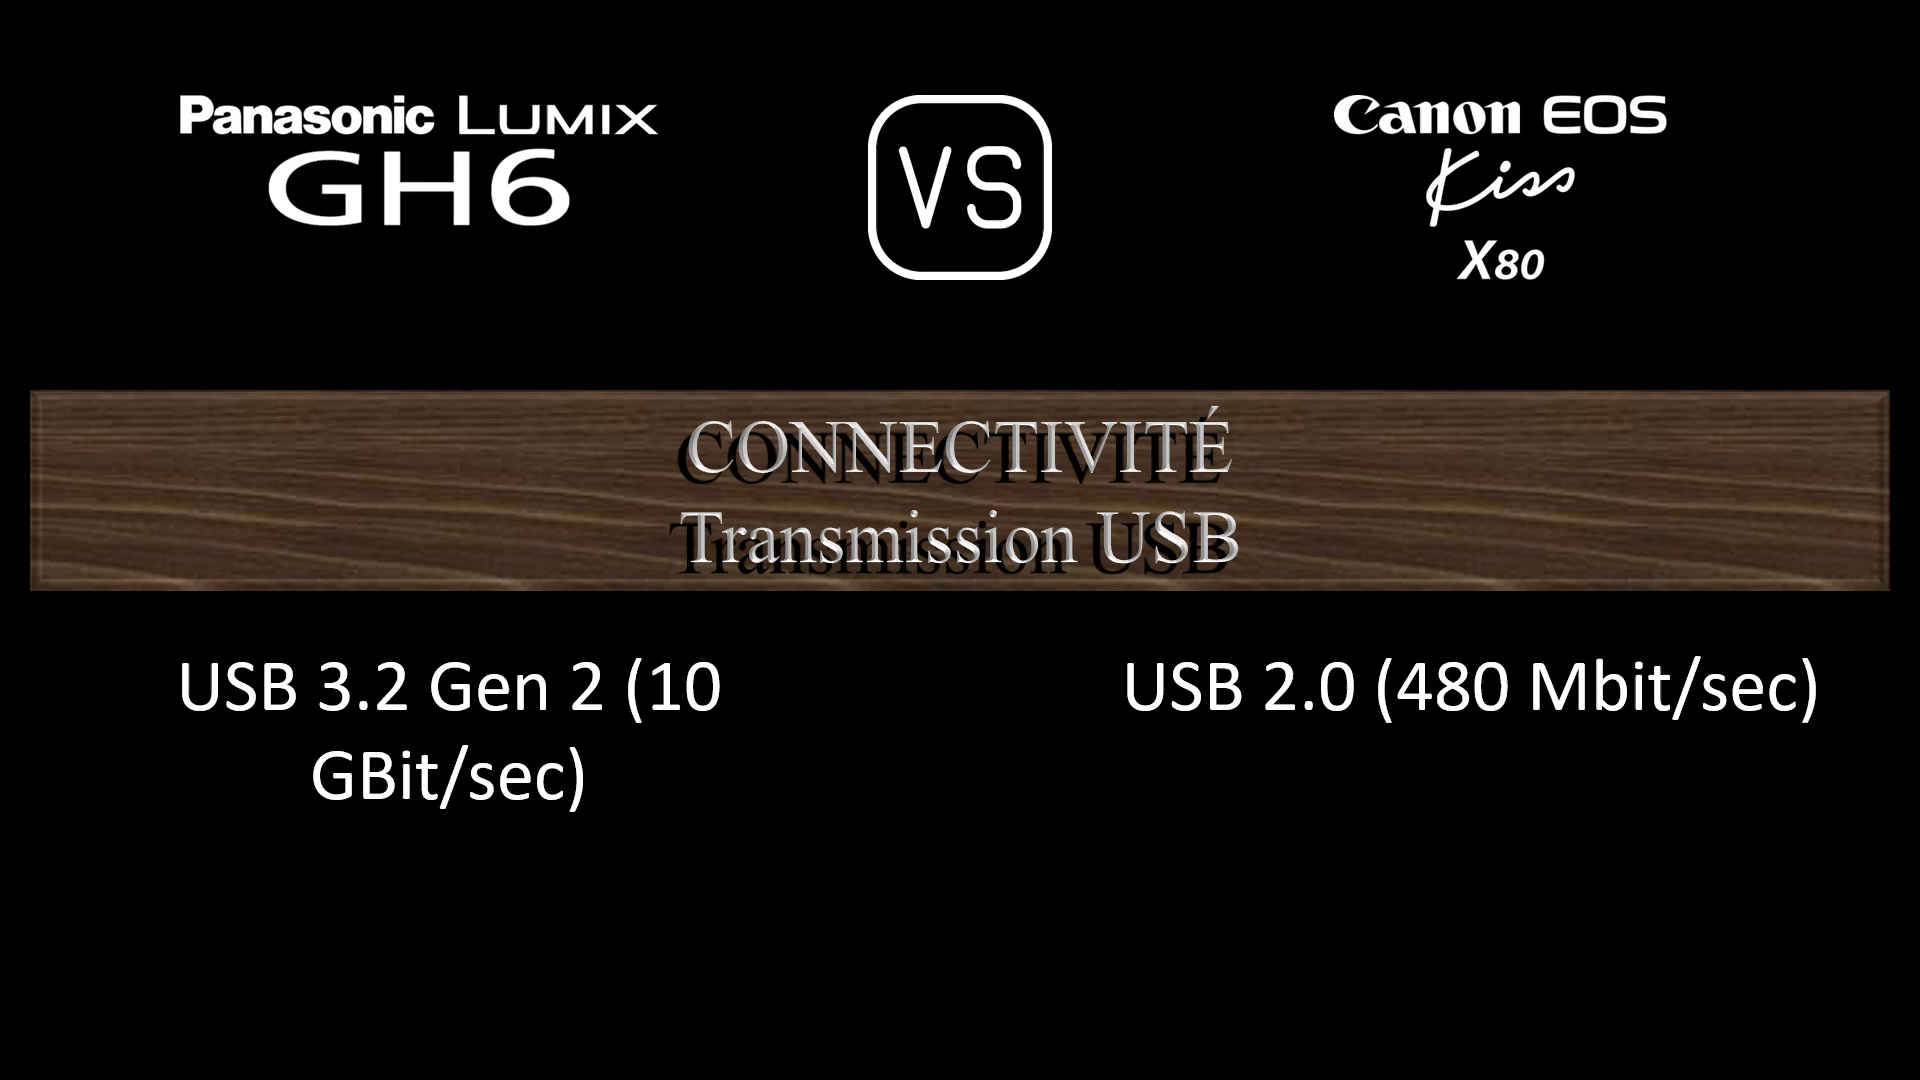 Panasonic LUMIX
GH6
VS
Canon EOS
Kiss
X80
CONNECTIVITÉ
Transmission USB
USB 3.2 Gen 2 (10
GBit/sec)
USB 2.0 (480 Mbit/sec)